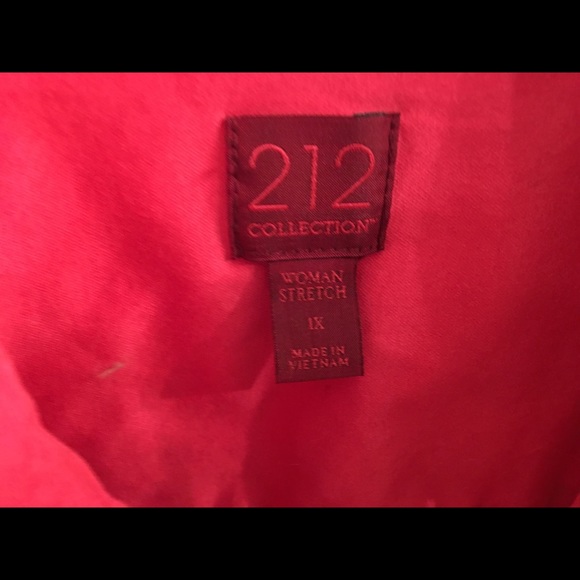 212
COLLECTION™
WOMAN
STRETCH
1X
MADE IN
VIETNAM